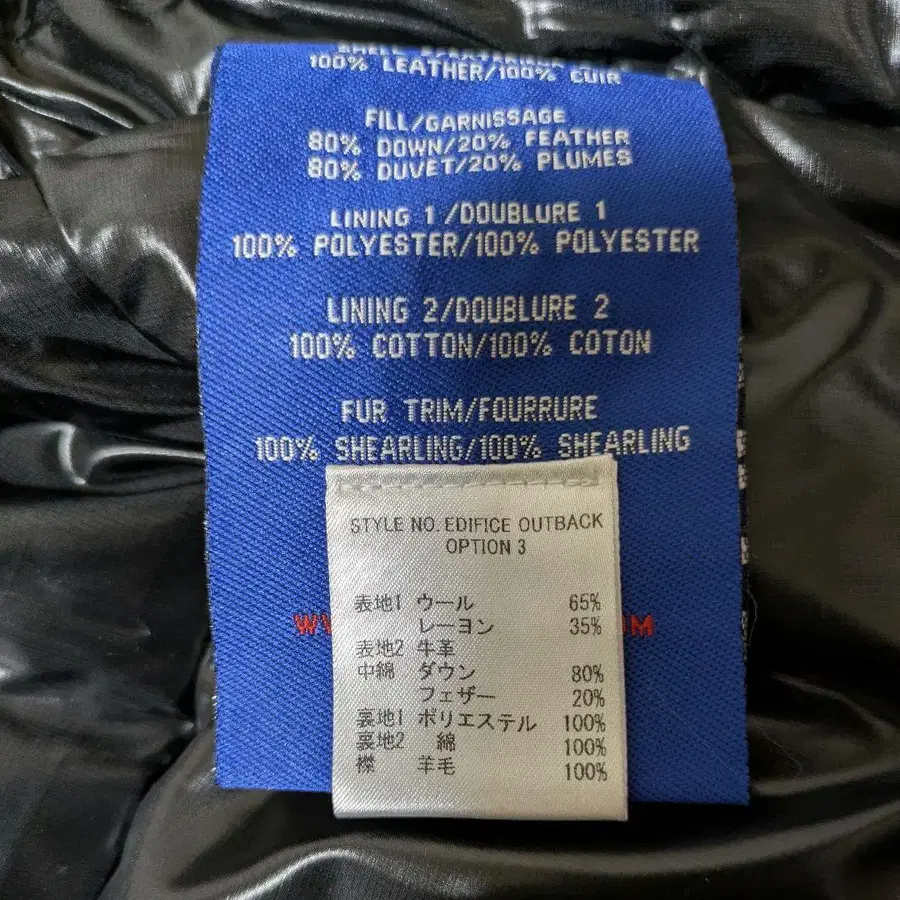 100% LEATHER/100% CUIR
FILL/GARNISSAGE
80% DOWN/20% FEATHER
80% DUVET/20% PLUMES
LINING 1/DOUBLURE 1
100% POLYESTER/100% POLYESTER
LINING 2/DOUBLURE 2
100% COTTON/100% COTON
FUR TRIM/FOURRURE
100% SHEARLING/100% SHEARLING
STYLE NO. EDIFICE OUTBACK
OPTION 3
表地1 ウール 65%
レーヨン 35%
表地2 牛革
中綿 ダウン 80%
フェザー 20%
裏地1 ポリエステル 100%
裏地2 綿 100%
襟 羊毛 100%